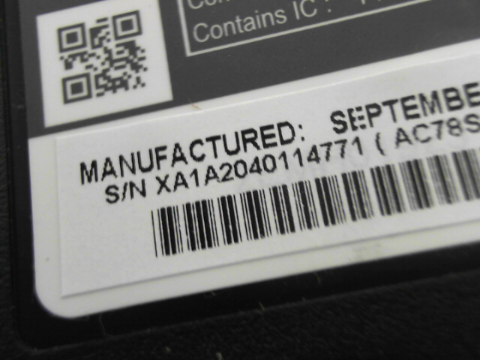 Contains IC :
MANUFACTURED: SEPTEMBE
S/N XA1A2040114771 ( AC78S